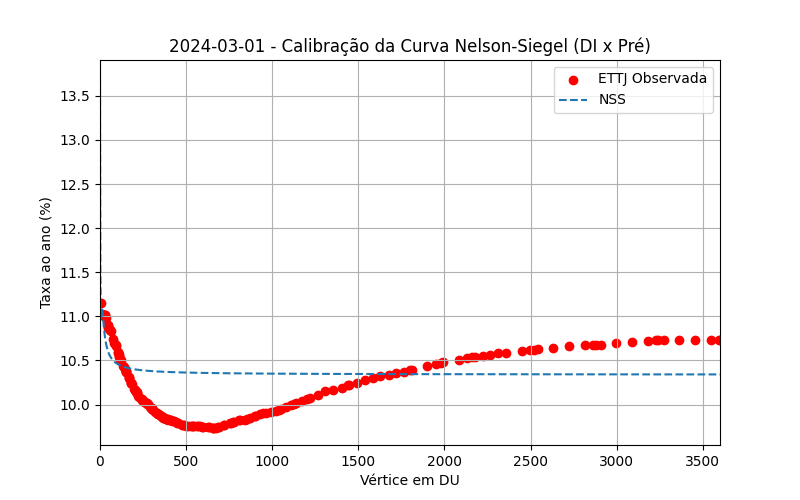 2024-03-01 - Calibração da Curva Nelson-Siegel (DI x Pré)
ETTJ Observada
NSS
Taxa ao ano (%)
13.5
13.0
12.5
12.0
11.5
11.0
10.5
10.0
0 500 1000 1500 2000 2500 3000 3500
Vértice em DU